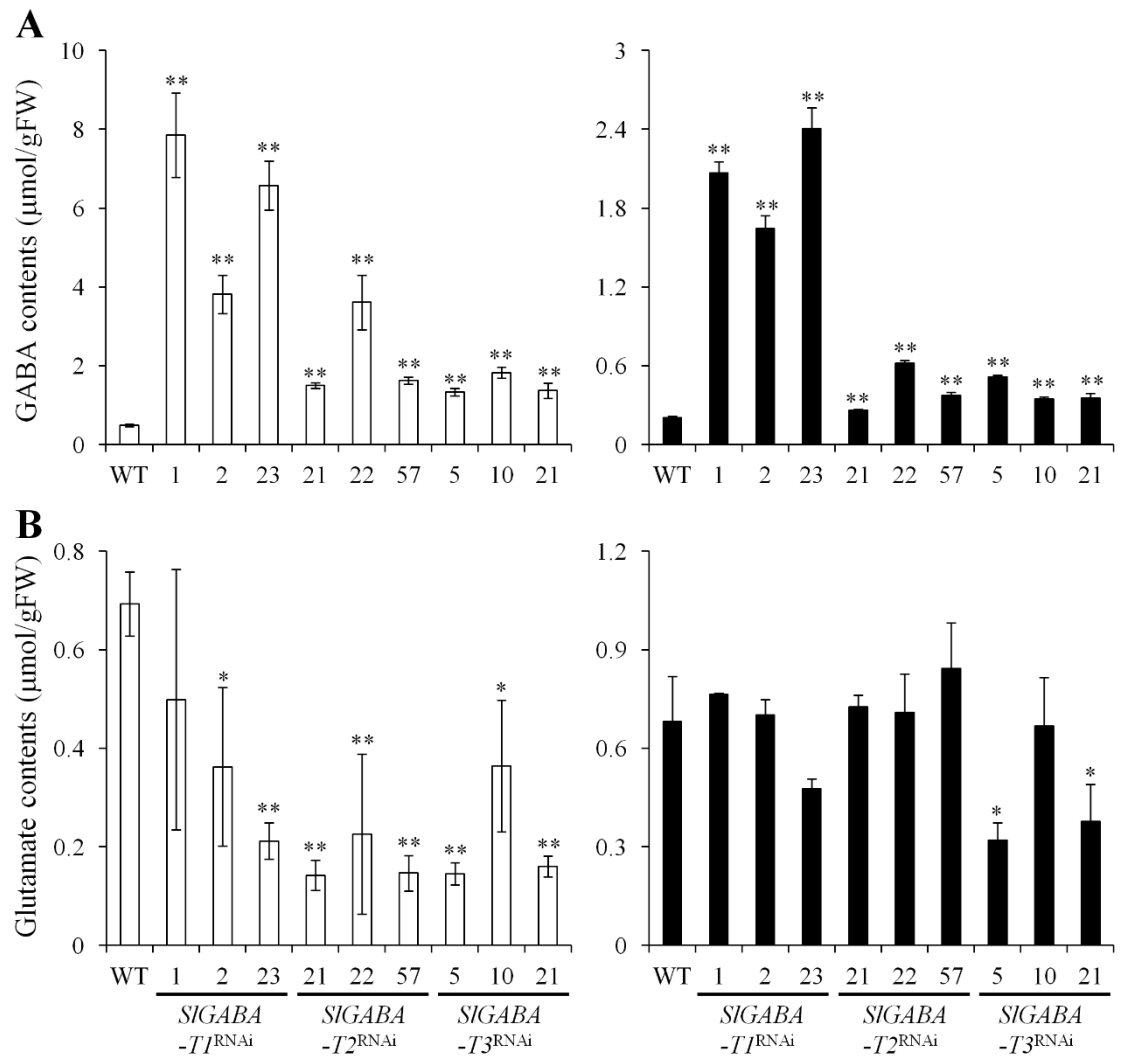 A
GABA contents (μmol/gFW)
10
8
6
4
2
0
** ** ** ** ** ** ** ** **
WT 1 2 23 21 22 57 5 10 21
3
2.4
1.8
1.2
0.6
0
** ** ** ** ** ** ** ** **
WT 1 2 23 21 22 57 5 10 21
B
Glutamate contents (μmol/gFW)
0.8
0.6
0.4
0.2
0
* ** ** ** ** ** * **
WT 1 2 23 21 22 57 5 10 21
SlGABA SlGABA SlGABA
-T1RNAi -T2RNAi -T3RNAi
1.2
0.9
0.6
0.3
0
* *
WT 1 2 23 21 22 57 5 10 21
SlGABA SlGABA SlGABA
-T1RNAi -T2RNAi -T3RNAi